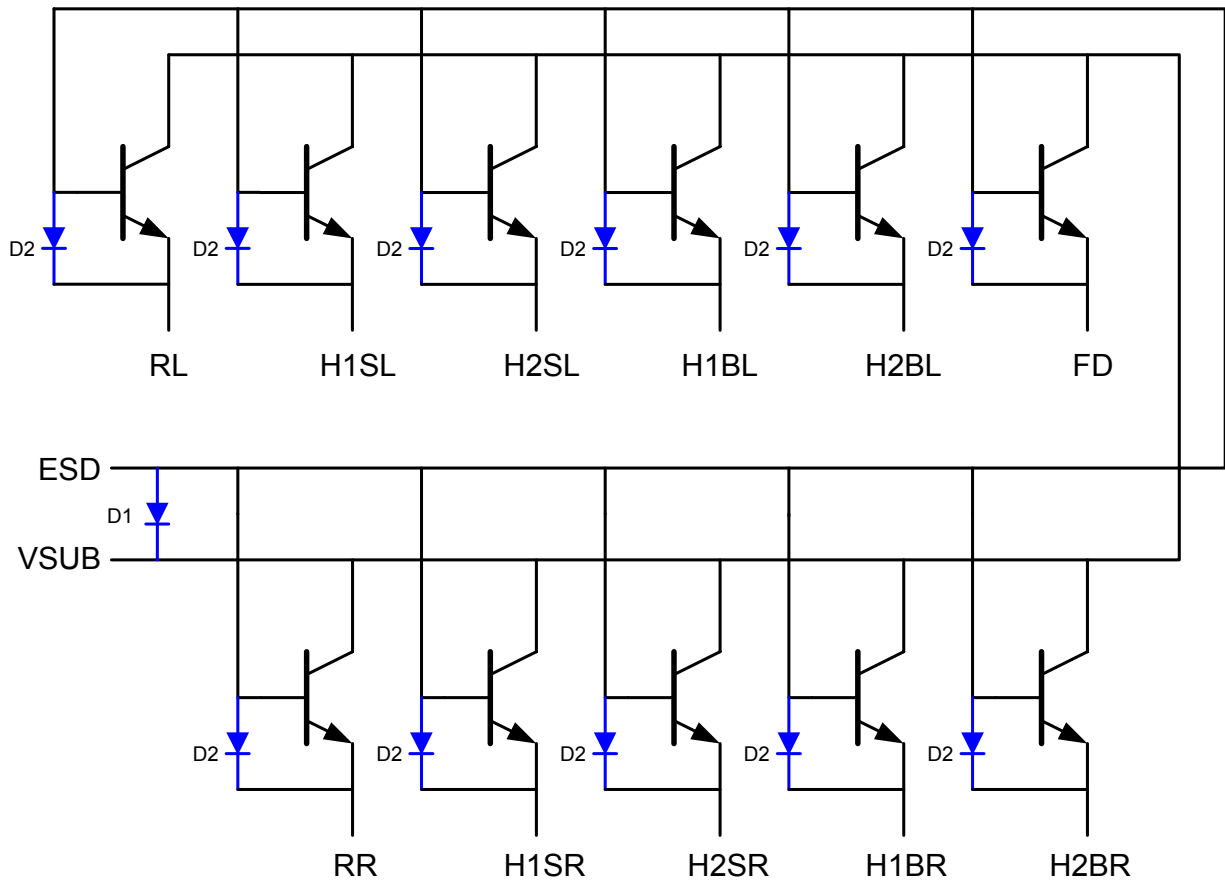 D2 D2 D2 D2 D2 D2
RL H1SL H2SL H1BL H2BL FD
ESD
D1
VSUB
D2 D2 D2 D2 D2
RR H1SR H2SR H1BR H2BR